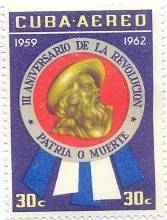 CUBA·AEREO
1959 1962
III ANIVERSARIO DE LA REVOLUCION
PATRIA O MUERTE
30c 30c